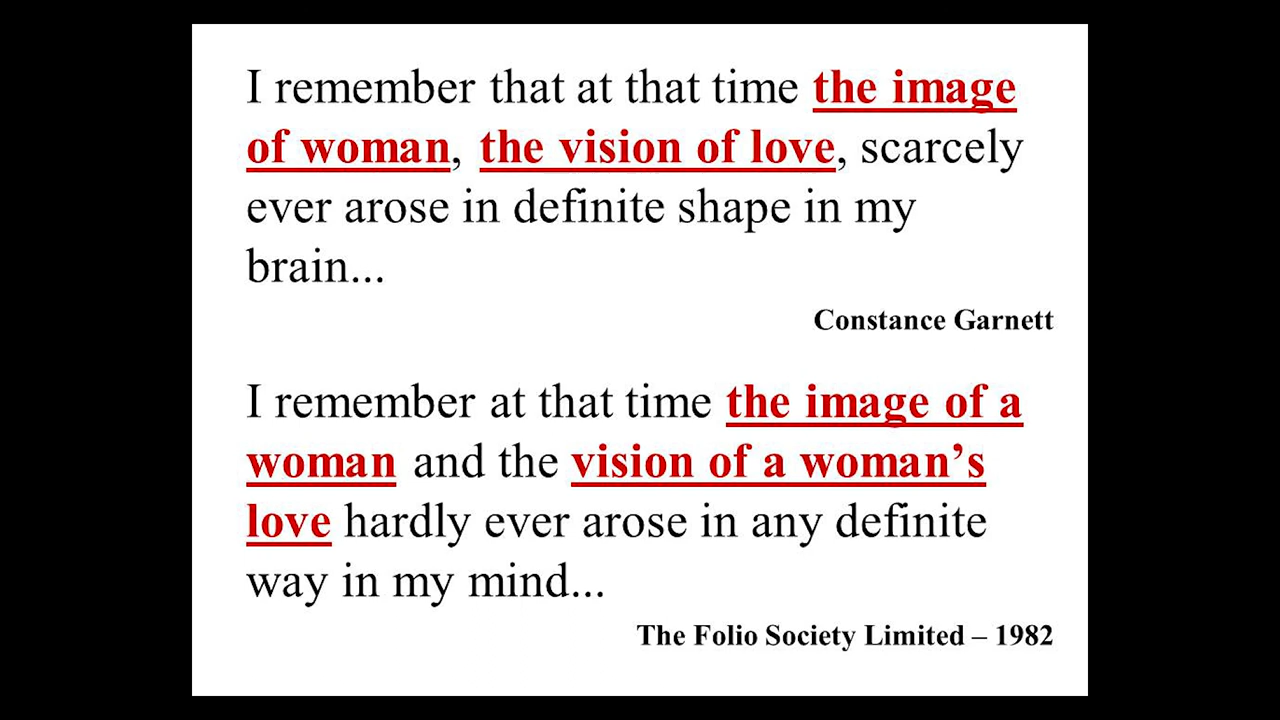 I remember that at that time the image
of woman, the vision of love, scarcely
ever arose in definite shape in my
brain...
Constance Garnett
I remember at that time the image of a
woman and the vision of a woman’s
love hardly ever arose in any definite
way in my mind...
The Folio Society Limited – 1982